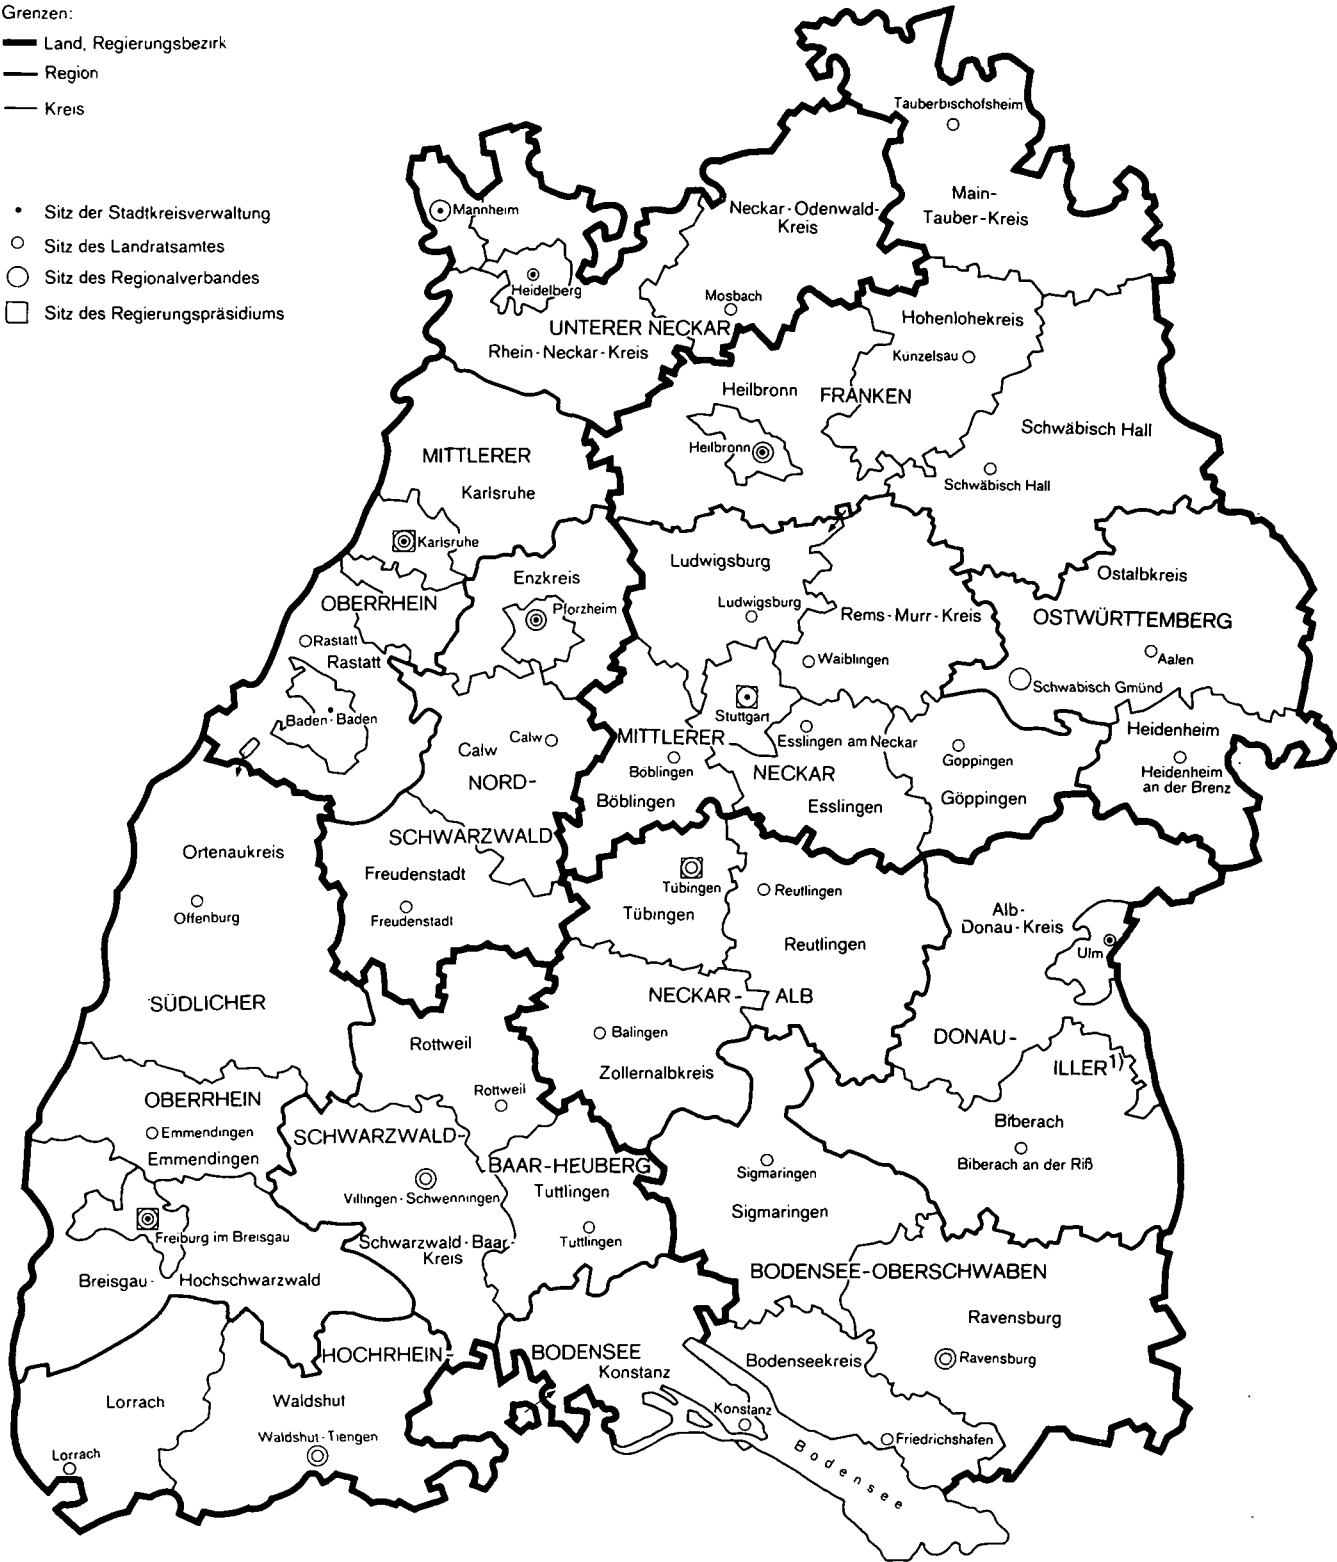 Grenzen:
Land, Regierungsbezirk
Region
Kreis
Sitz der Stadtkreisverwaltung
Sitz des Landratsamtes
Sitz des Regionalverbandes
Sitz des Regierungspräsidiums
Tauberbischofsheim
Main-
Tauber-Kreis
Neckar-Odenwald-
Kreis
Mannheim
Heidelberg
Mosbach
UNTERER NECKAR
Rhein-Neckar-Kreis
Hohenlohekreis
Künzelsau
Heilbronn
FRANKEN
Heilbronn
Schwäbisch Hall
Schwäbisch Hall
MITTLERER
Karlsruhe
Karlsruhe
Enzkreis
Pforzheim
OBERRHEIN
Rastatt
Rastatt
Baden-Baden
Ludwigsburg
Ludwigsburg
Rems-Murr-Kreis
Waiblingen
Ostalbkreis
OSTWÜRTTEMBERG
Aalen
Schwäbisch Gmünd
Stuttgart
MITTLERER
Esslingen am Neckar
Böblingen
NECKAR
Böblingen
Esslingen
Göppingen
Göppingen
Heidenheim
Heidenheim
an der Brenz
Calw
Calw
NORD-
SCHWARZWALD
Freudenstadt
Freudenstadt
Ortenaukreis
Offenburg
SÜDLICHER
Tübingen
Tübingen
Reutlingen
Reutlingen
NECKAR-ALB
Balingen
Zollernalbkreis
Alb-
Donau-Kreis
Ulm
DONAU-
ILLER1)
Biberach
Biberach an der Riß
Rottweil
Rottweil
OBERRHEIN
Emmendingen
Emmendingen
SCHWARZWALD-
BAAR-HEUBERG
Villingen-Schwenningen
Schwarzwald-Baar-
Kreis
Tuttlingen
Tuttlingen
Sigmaringen
Sigmaringen
Freiburg im Breisgau
Breisgau-Hochschwarzwald
BODENSEE-OBERSCHWABEN
Ravensburg
Ravensburg
Bodenseekreis
Friedrichshafen
HOCHRHEIN-
BODENSEE
Konstanz
Konstanz
Bodensee
Lörrach
Lörrach
Waldshut
Waldshut-Tiengen